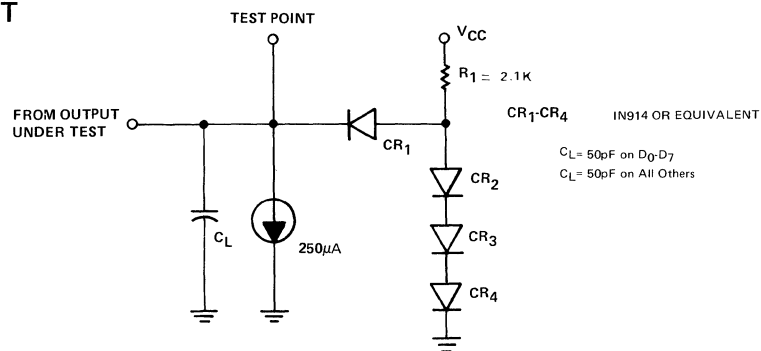 T
TEST POINT
VCC
R1 = 2.1K
FROM OUTPUT
UNDER TEST
CR1
CR1-CR4 IN914 OR EQUIVALENT
CL= 50pF on D0-D7
CL= 50pF on All Others
CR2
CL
250μA
CR3
CR4